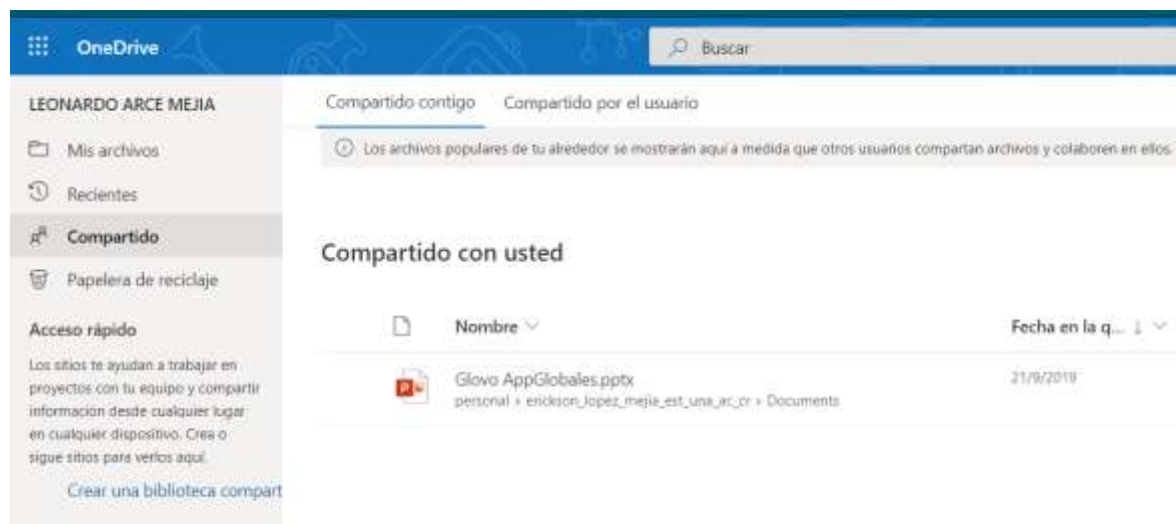 OneDrive
Buscar
LEONARDO ARCE MEJIA
Mis archivos
Recientes
Compartido
Papelera de reciclaje
Acceso rápido
Los sitios te ayudan a trabajar en
proyectos con tu equipo y compartir
información desde cualquier lugar
en cualquier dispositivo. Crea o
sigue sitios para verlos aquí.
Crear una biblioteca compart
Compartido contigo Compartido por el usuario
Los archivos populares de tu alrededor se mostrarán aquí a medida que otros usuarios compartan archivos y colaboren en ellos.
Compartido con usted
Nombre Fecha en la q...
Glovo AppGlobales.pptx 21/9/2019
personal › erickson_lopez_mejia_est_una_ac_cr › Documents